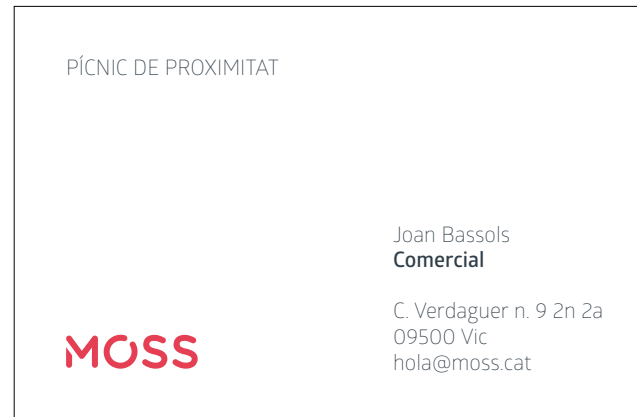 PÍCNIC DE PROXIMITAT
Joan Bassols
Comercial
C. Verdaguer n. 9 2n 2a
09500 Vic
hola@moss.cat
MOSS